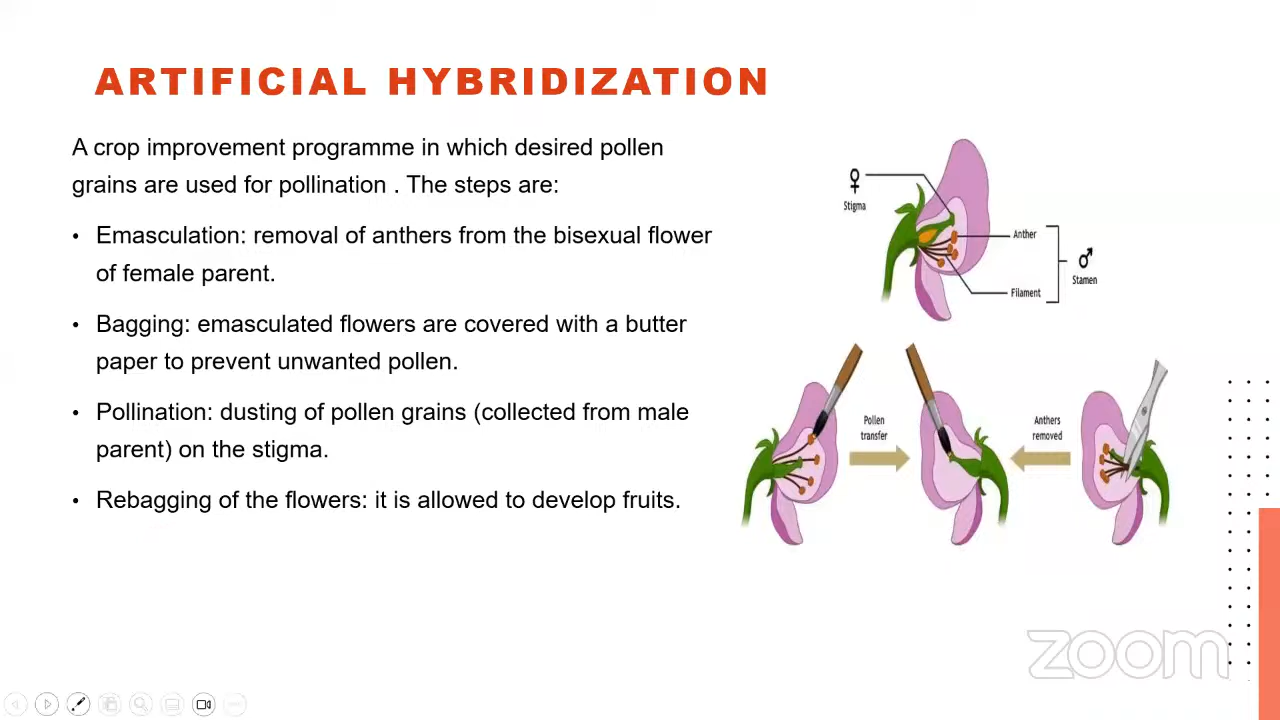 ARTIFICIAL HYBRIDIZATION
A crop improvement programme in which desired pollen
grains are used for pollination . The steps are:
• Emasculation: removal of anthers from the bisexual flower
of female parent.
• Bagging: emasculated flowers are covered with a butter
paper to prevent unwanted pollen.
• Pollination: dusting of pollen grains (collected from male
parent) on the stigma.
• Rebagging of the flowers: it is allowed to develop fruits.
♀
Stigma
Anther
♂
Stamen
Filament
Pollen
transfer
Anthers
removed
zoom